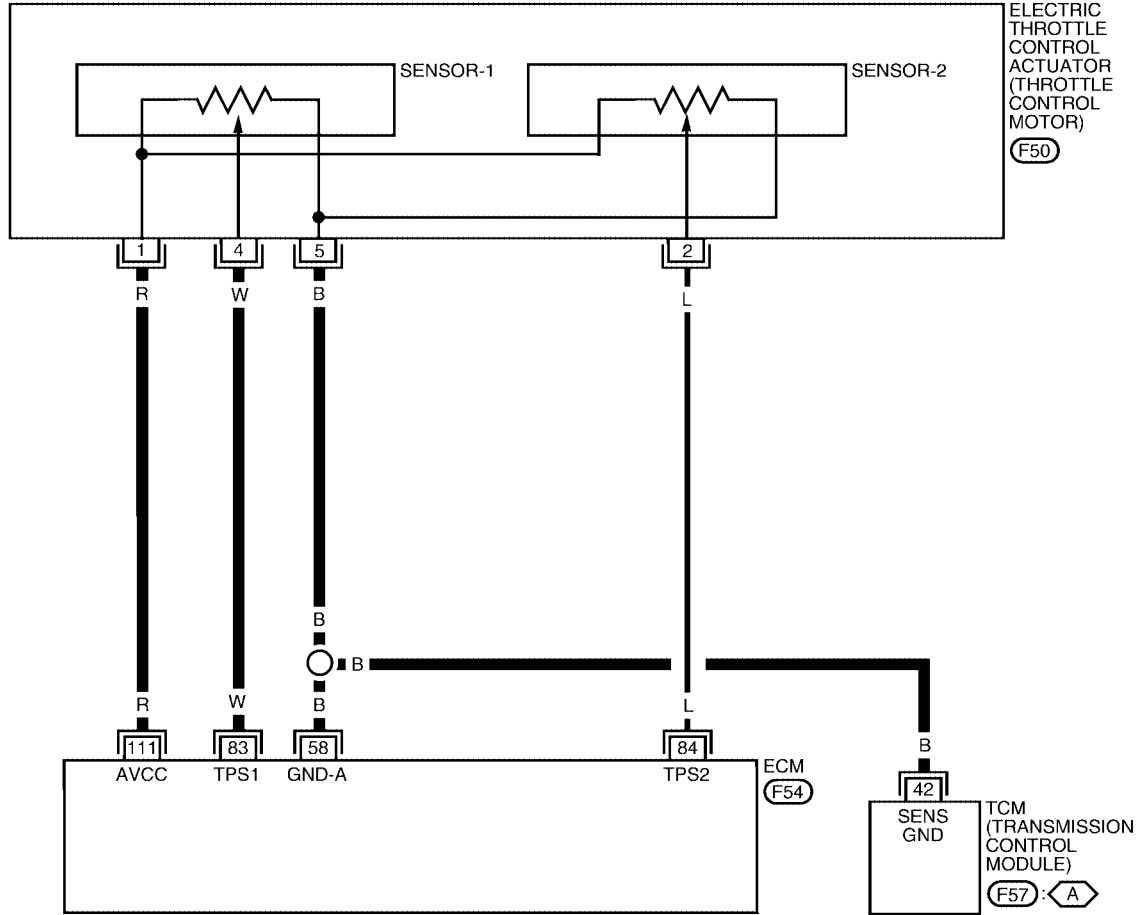 ELECTRIC
THROTTLE
CONTROL
ACTUATOR
(THROTTLE
CONTROL
MOTOR)
F50
SENSOR-1
SENSOR-2
1
4
5
2
R
W
B
L
B
B
R
W
B
L
B
111
83
58
84
AVCC
TPS1
GND-A
TPS2
ECM
F54
42
SENS
GND
TCM
(TRANSMISSION
CONTROL
MODULE)
F57 : A